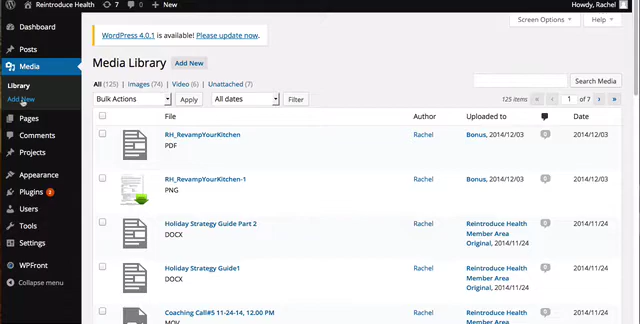 Reintroduce Health 7 0 + New Howdy, Rachel
Dashboard
Posts
Media
Library
Add New
Pages
Comments
Projects
Appearance
Plugins
Users
Tools
Settings
WPFront
Collapse menu
Screen Options Help
WordPress 4.0.1 is available! Please update now.
Media Library Add New
All (125) | Images (74) | Video (6) | Unattached (7)
Search Media
Bulk Actions Apply All dates Filter
125 items « ‹ 1 of 7 › »
File Author Uploaded to Date
RH_RevampYourKitchen Rachel Bonus, 2014/12/03 0 2014/12/03
PDF
RH_RevampYourKitchen-1 Rachel Bonus, 2014/12/03 0 2014/12/03
PNG
Holiday Strategy Guide Part 2 Rachel Reintroduce Health 0 2014/11/24
DOCX Member Area
Original, 2014/11/24
Holiday Strategy Guide1 Rachel Reintroduce Health 0 2014/11/24
DOCX Member Area
Original, 2014/11/24
Coaching Call#5 11-24-14, 12.00 PM Rachel Reintroduce Health 0 2014/11/24
MOV